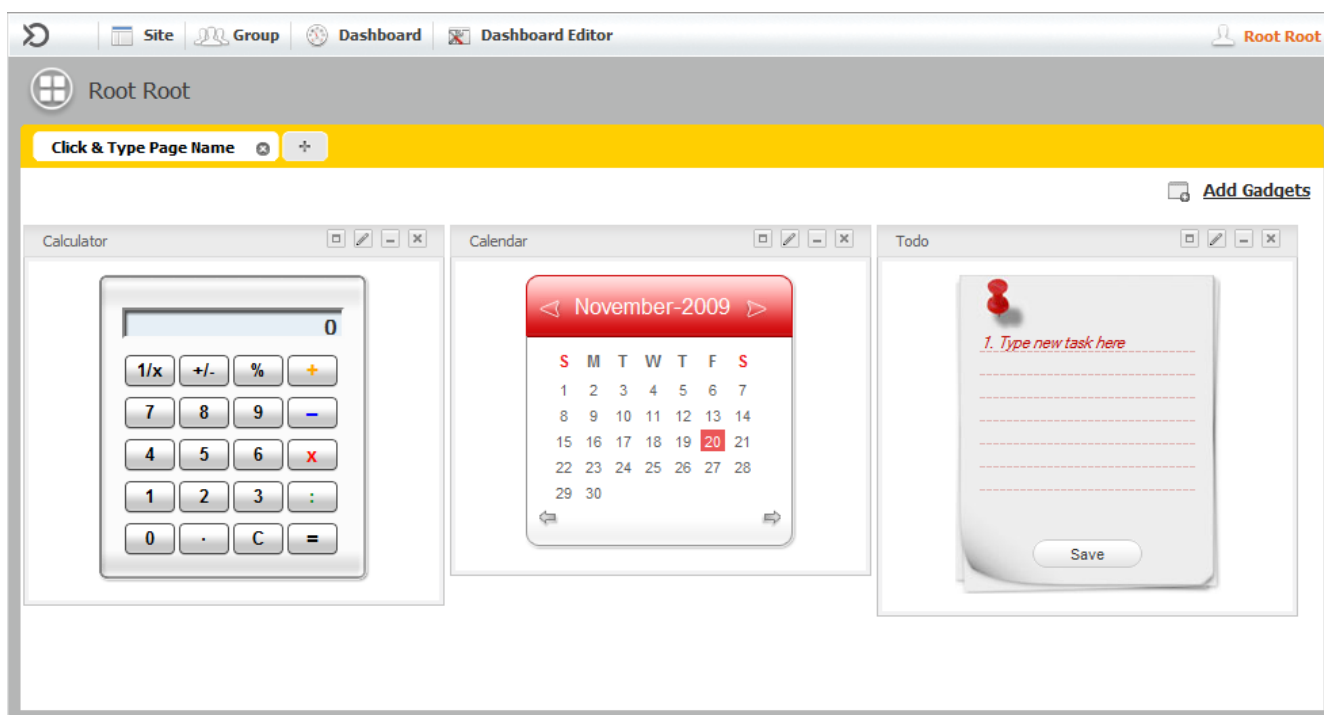 Site Group Dashboard Dashboard Editor Root Root
Root Root
Click & Type Page Name
Add Gadgets
Calculator
0
1/x +/- % +
7 8 9 –
4 5 6 x
1 2 3 :
0 . C =
Calendar
November-2009
S M T W T F S
1 2 3 4 5 6 7
8 9 10 11 12 13 14
15 16 17 18 19 20 21
22 23 24 25 26 27 28
29 30
Todo
1. Type new task here
Save